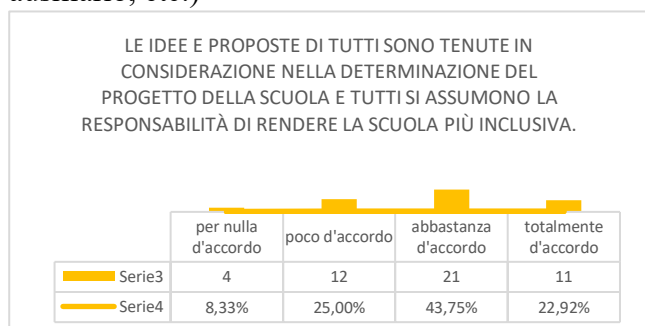 LE IDEE E PROPOSTE DI TUTTI SONO TENUTE IN
CONSIDERAZIONE NELLA DETERMINAZIONE DEL
PROGETTO DELLA SCUOLA E TUTTI SI ASSUMONO LA
RESPONSABILITÀ DI RENDERE LA SCUOLA PIÙ INCLUSIVA.
per nulla d'accordo poco d'accordo abbastanza d'accordo totalmente d'accordo
Serie3 4 12 21 11
Serie4 8,33% 25,00% 43,75% 22,92%